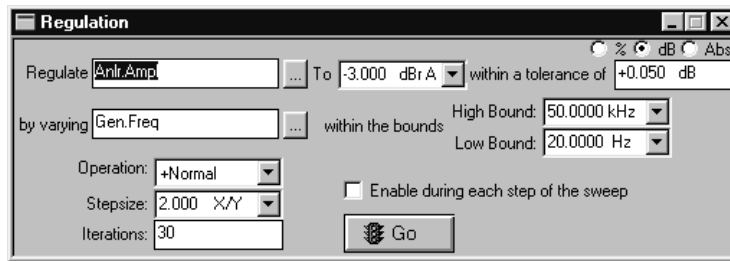 Regulation
% dB Abs
Regulate Anlr.Ampl ... To -3.000 dBr A within a tolerance of +0.050 dB
by varying Gen.Freq ... within the bounds High Bound: 50.0000 kHz
Low Bound: 20.0000 Hz
Operation: +Normal
Stepsize: 2.000 X/Y Enable during each step of the sweep
Iterations: 30 Go